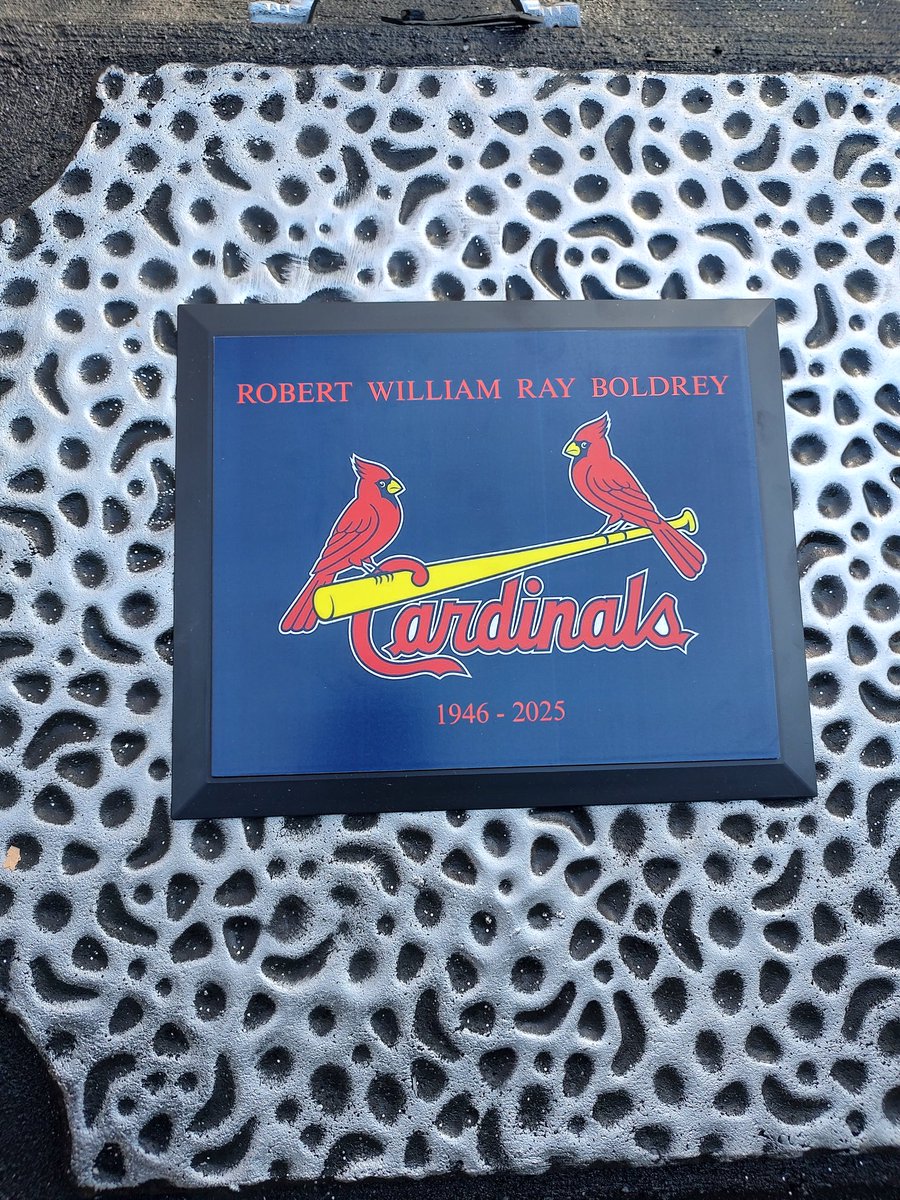 ROBERT WILLIAM RAY BOLDREY
Cardinals
1946 - 2025